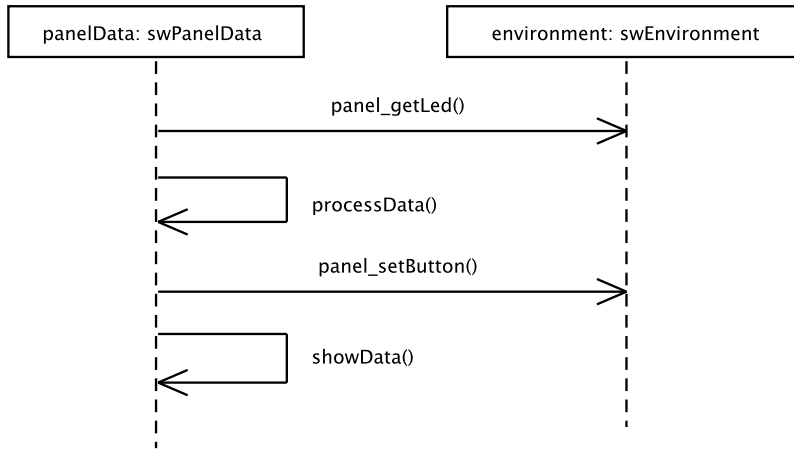 panelData: swPanelData
environment: swEnvironment
panel_getLed()
processData()
panel_setButton()
showData()